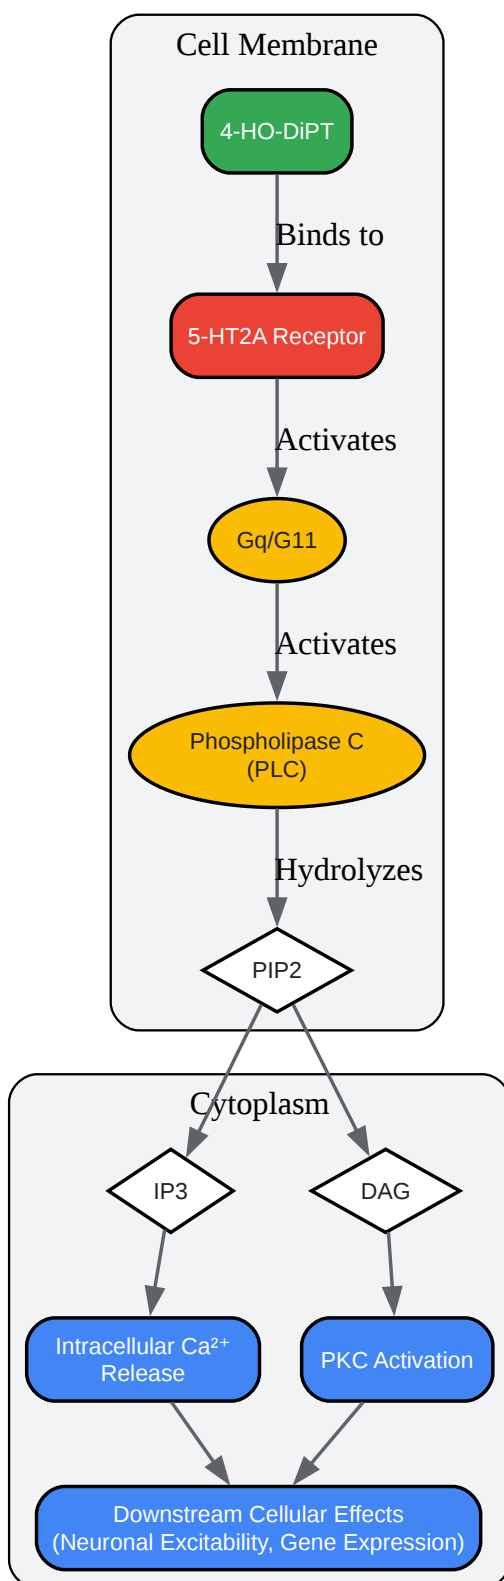 Cell Membrane
4-HO-DiPT
Binds to
5-HT2A Receptor
Activates
Gq/G11
Activates
Phospholipase C
(PLC)
Hydrolyzes
PIP2
Cytoplasm
IP3
DAG
Intracellular Ca²⁺
Release
PKC Activation
Downstream Cellular Effects
(Neuronal Excitability, Gene Expression)